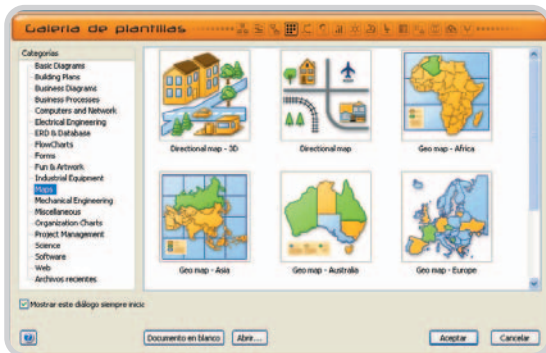 Galería de plantillas
Categorías
Basic Diagrams
Building Plans
Business Diagrams
Business Processes
Computers and Network
Electrical Engineering
ERD & Database
FlowCharts
Forms
Fun & Artwork
Industrial Equipment
Maps
Mechanical Engineering
Miscellaneous
Organization Charts
Project Management
Science
Software
Web
Archivos recientes
Directional map - 3D
Directional map
Geo map - Africa
Geo map - Asia
Geo map - Australia
Geo map - Europe
Mostrar este diálogo siempre inicie
Documento en blanco
Abrir...
Aceptar
Cancelar